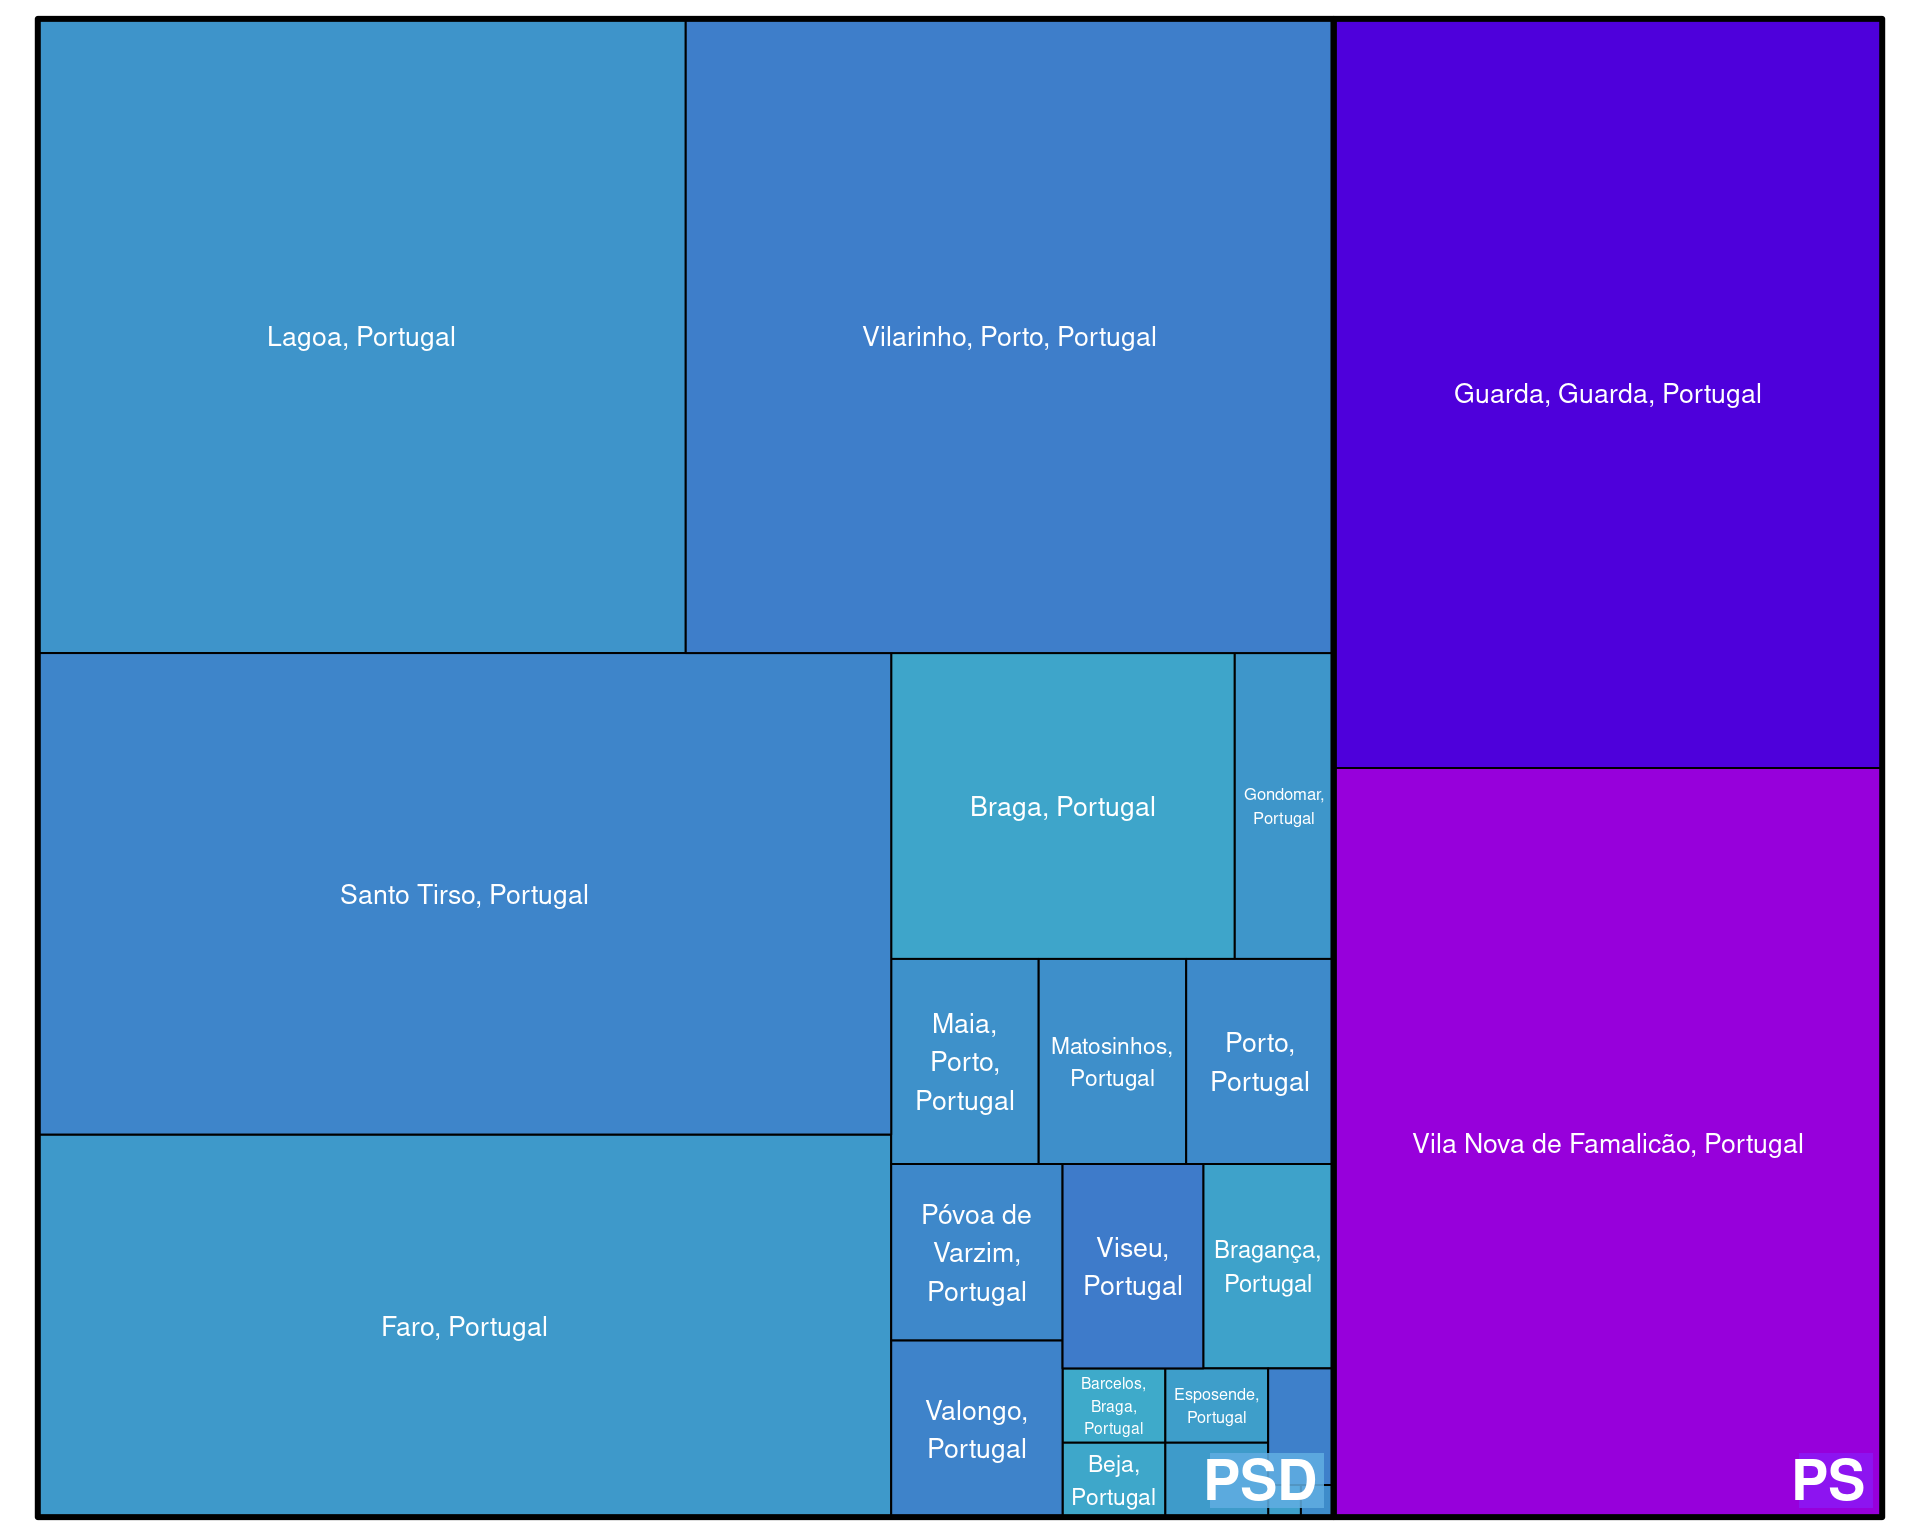 Lagoa, Portugal
Vilarinho, Porto, Portugal
Guarda, Guarda, Portugal
Santo Tirso, Portugal
Braga, Portugal
Gondomar,
Portugal
Maia,
Porto,
Portugal
Matosinhos,
Portugal
Porto,
Portugal
Vila Nova de Famalicão, Portugal
Faro, Portugal
Póvoa de
Varzim,
Portugal
Viseu,
Portugal
Bragança,
Portugal
Valongo,
Portugal
Barcelos,
Braga,
Portugal
Esposende,
Portugal
Beja,
Portugal
PSD
PS